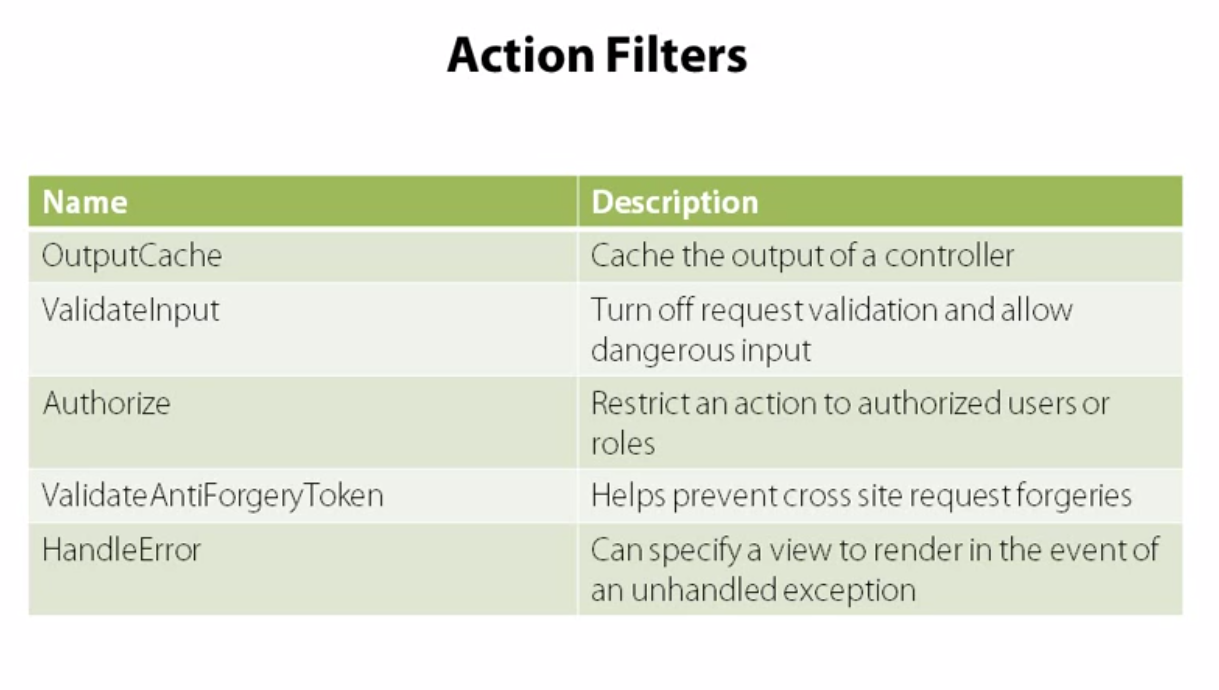 Action Filters
Name Description
OutputCache Cache the output of a controller
ValidateInput Turn off request validation and allow
dangerous input
Authorize Restrict an action to authorized users or
roles
ValidateAntiForgeryToken Helps prevent cross site request forgeries
HandleError Can specify a view to render in the event of
an unhandled exception